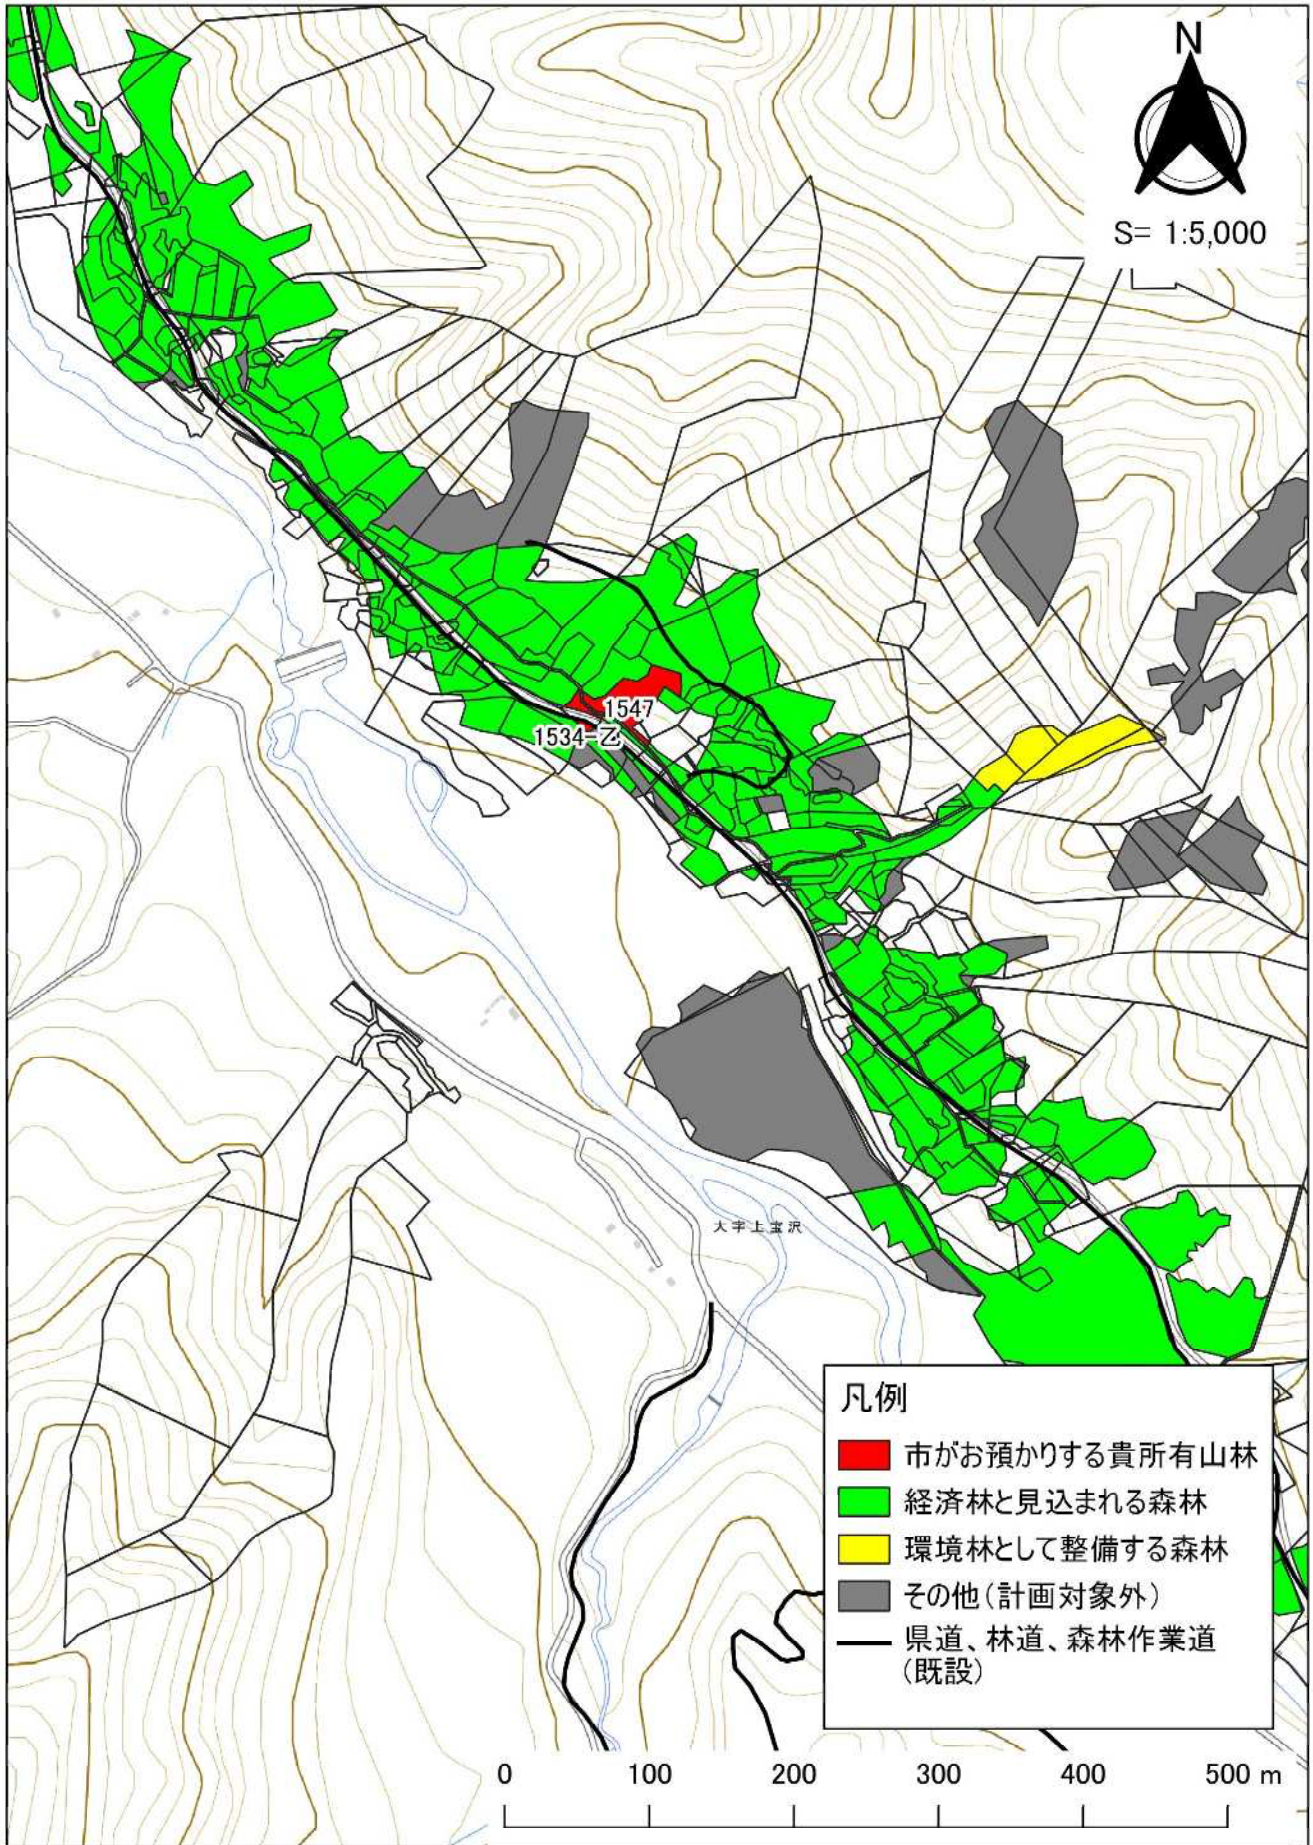 N
S= 1:5,000
1547
1534-乙
大字上宝沢
凡例
市がお預かりする貴所有山林
経済林と見込まれる森林
環境林として整備する森林
その他(計画対象外)
県道、林道、森林作業道
(既設)
0 100 200 300 400 500 m